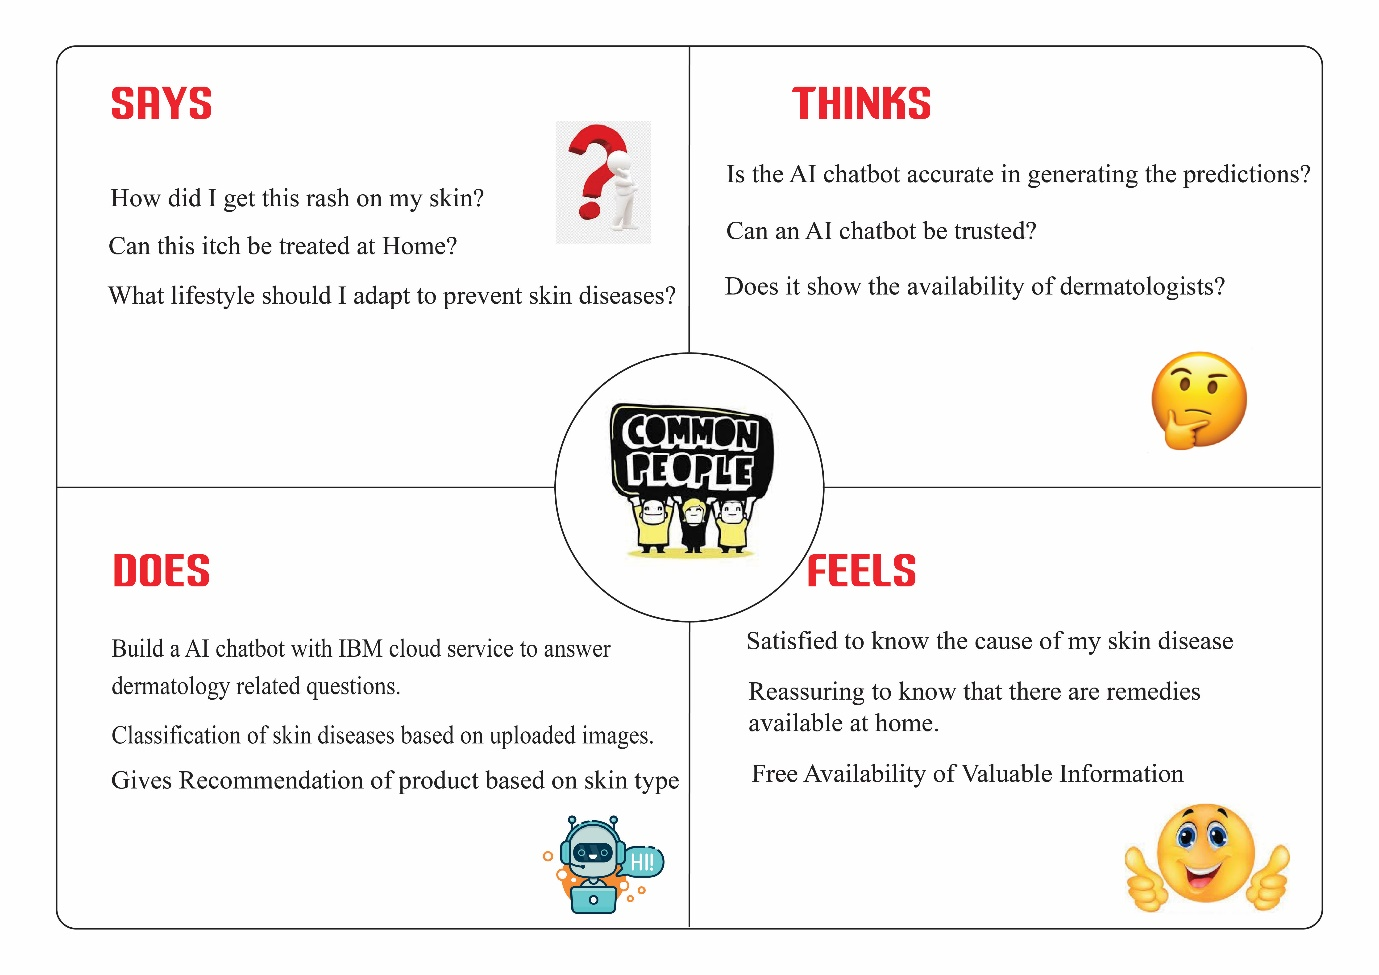 SAYS
How did I get this rash on my skin?
Can this itch be treated at Home?
What lifestyle should I adapt to prevent skin diseases?
THINKS
Is the AI chatbot accurate in generating the predictions?
Can an AI chatbot be trusted?
Does it show the availability of dermatologists?
COMMON
PEOPLE
DOES
Build a AI chatbot with IBM cloud service to answer
dermatology related questions.
Classification of skin diseases based on uploaded images.
Gives Recommendation of product based on skin type
HI!
FEELS
Satisfied to know the cause of my skin disease
Reassuring to know that there are remedies
available at home.
Free Availability of Valuable Information